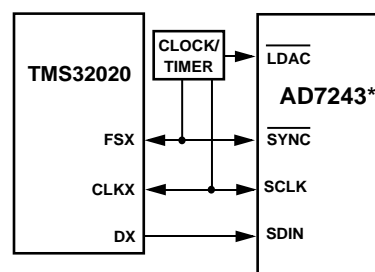 CLOCK/
TIMER
TMS32020
LDAC
AD7243*
FSX
SYNC
CLKX
SCLK
DX
SDIN